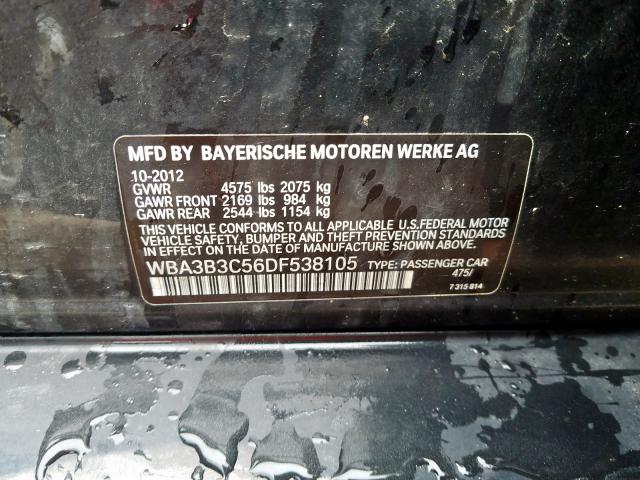 MFD BY BAYERISCHE MOTOREN WERKE AG
10-2012
GVWR 4575 lbs 2075 kg
GAWR FRONT 2169 lbs 984 kg
GAWR REAR 2544 lbs 1154 kg
THIS VEHICLE CONFORMS TO ALL APPLICABLE U.S.FEDERAL MOTOR
VEHICLE SAFETY, BUMPER AND THEFT PREVENTION STANDARDS
IN EFFECT ON THE DATE OF MANUFACTURE SHOWN ABOVE.
WBA3B3C56DF538105 TYPE: PASSENGER CAR
475/
7 315 814